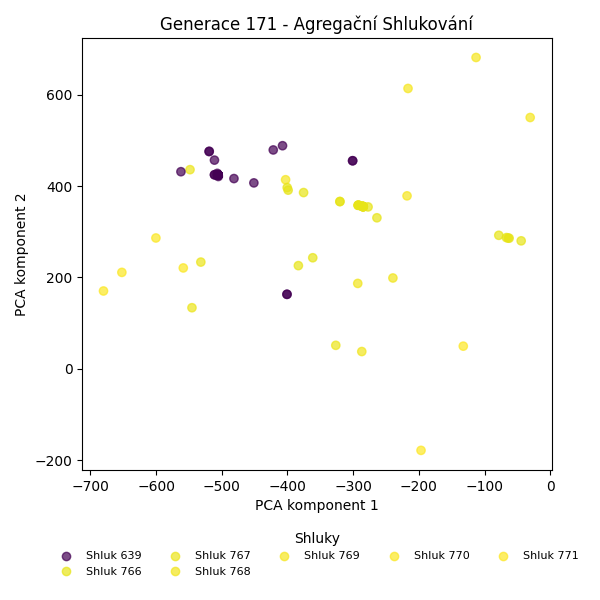 Generace 171 - Agregační Shlukování
PCA komponent 2
600
400
200
0
−200
−700 −600 −500 −400 −300 −200 −100 0
PCA komponent 1
Shluky
Shluk 639 Shluk 767 Shluk 769 Shluk 770 Shluk 771
Shluk 766 Shluk 768